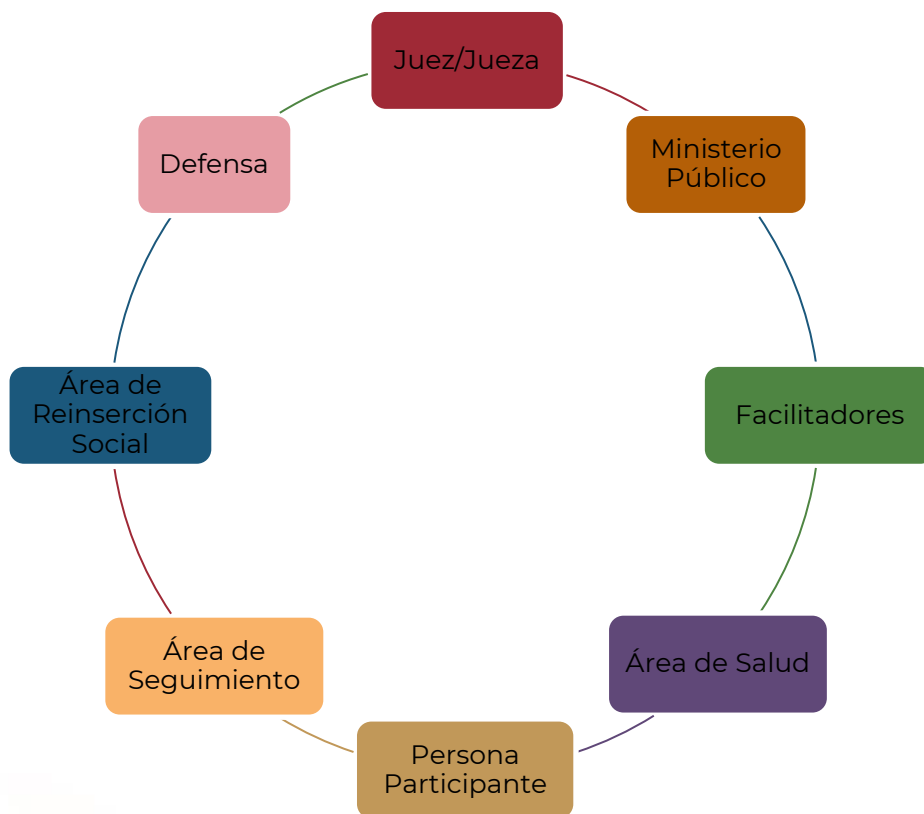 Juez/Jueza
Ministerio
Público
Defensa
Facilitadores
Área de
Reinserción
Social
Área de Salud
Área de
Seguimiento
Persona
Participante